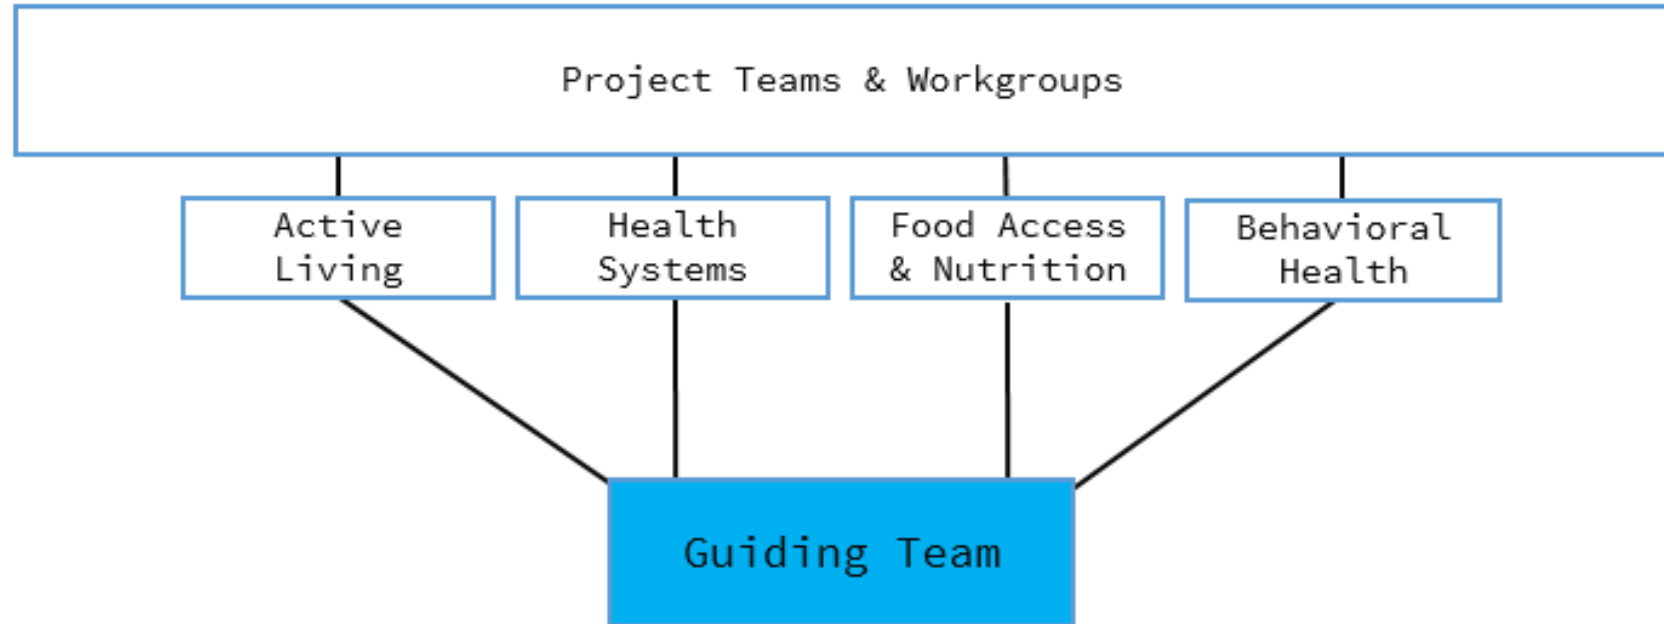 Project Teams & Workgroups
Active
Living
Health
Systems
Food Access
& Nutrition
Behavioral
Health
Guiding Team